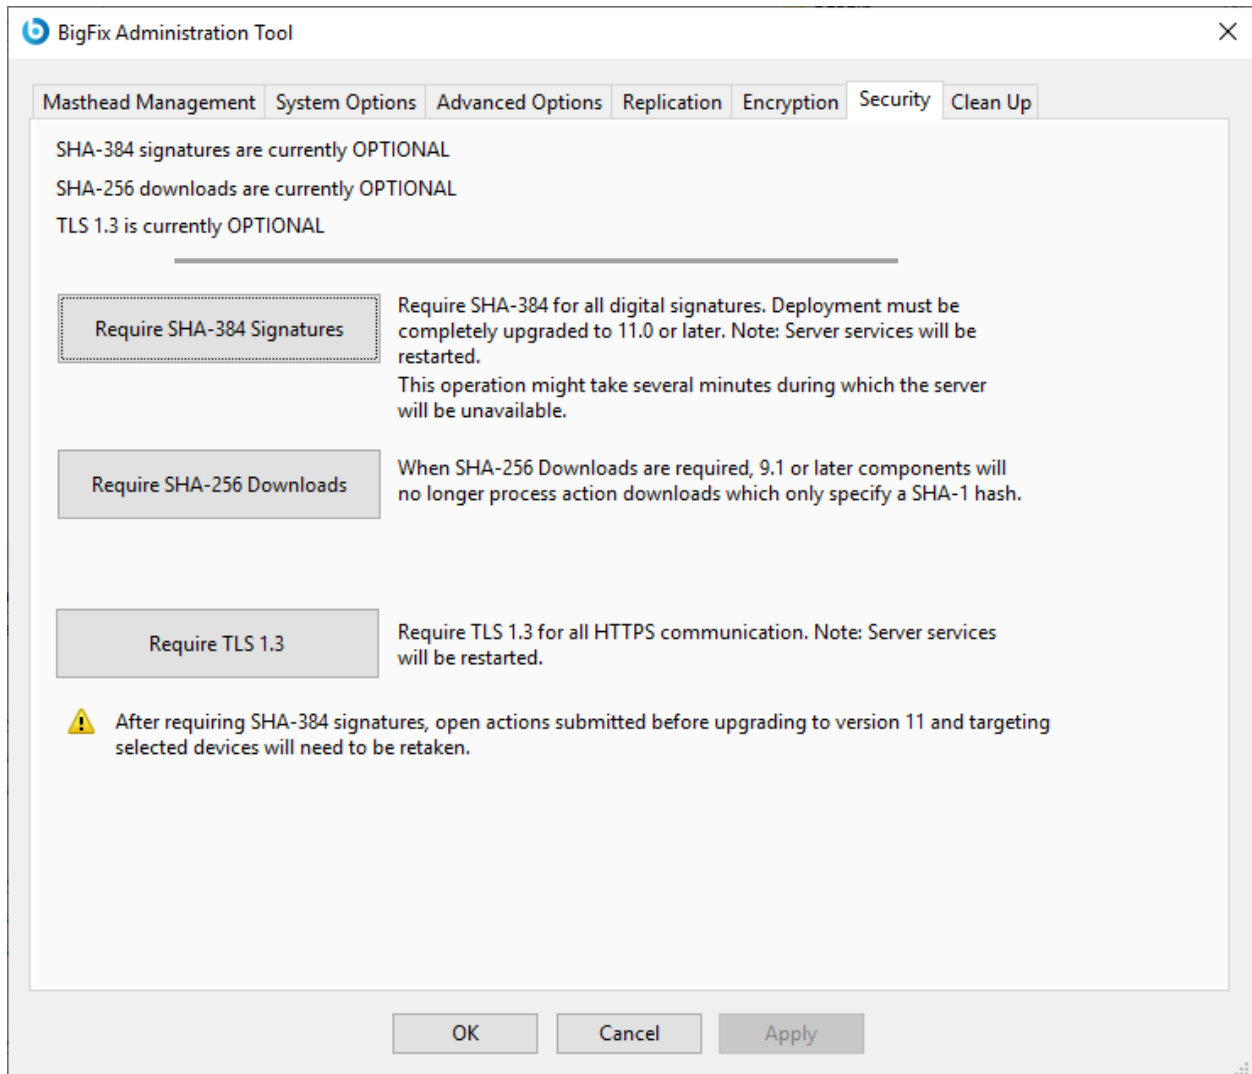 BigFix Administration Tool
Masthead Management
System Options
Advanced Options
Replication
Encryption
Security
Clean Up
SHA-384 signatures are currently OPTIONAL
SHA-256 downloads are currently OPTIONAL
TLS 1.3 is currently OPTIONAL
Require SHA-384 Signatures
Require SHA-384 for all digital signatures. Deployment must be
completely upgraded to 11.0 or later. Note: Server services will be
restarted.
This operation might take several minutes during which the server
will be unavailable.
Require SHA-256 Downloads
When SHA-256 Downloads are required, 9.1 or later components will
no longer process action downloads which only specify a SHA-1 hash.
Require TLS 1.3
Require TLS 1.3 for all HTTPS communication. Note: Server services
will be restarted.
After requiring SHA-384 signatures, open actions submitted before upgrading to version 11 and targeting
selected devices will need to be retaken.
OK
Cancel
Apply